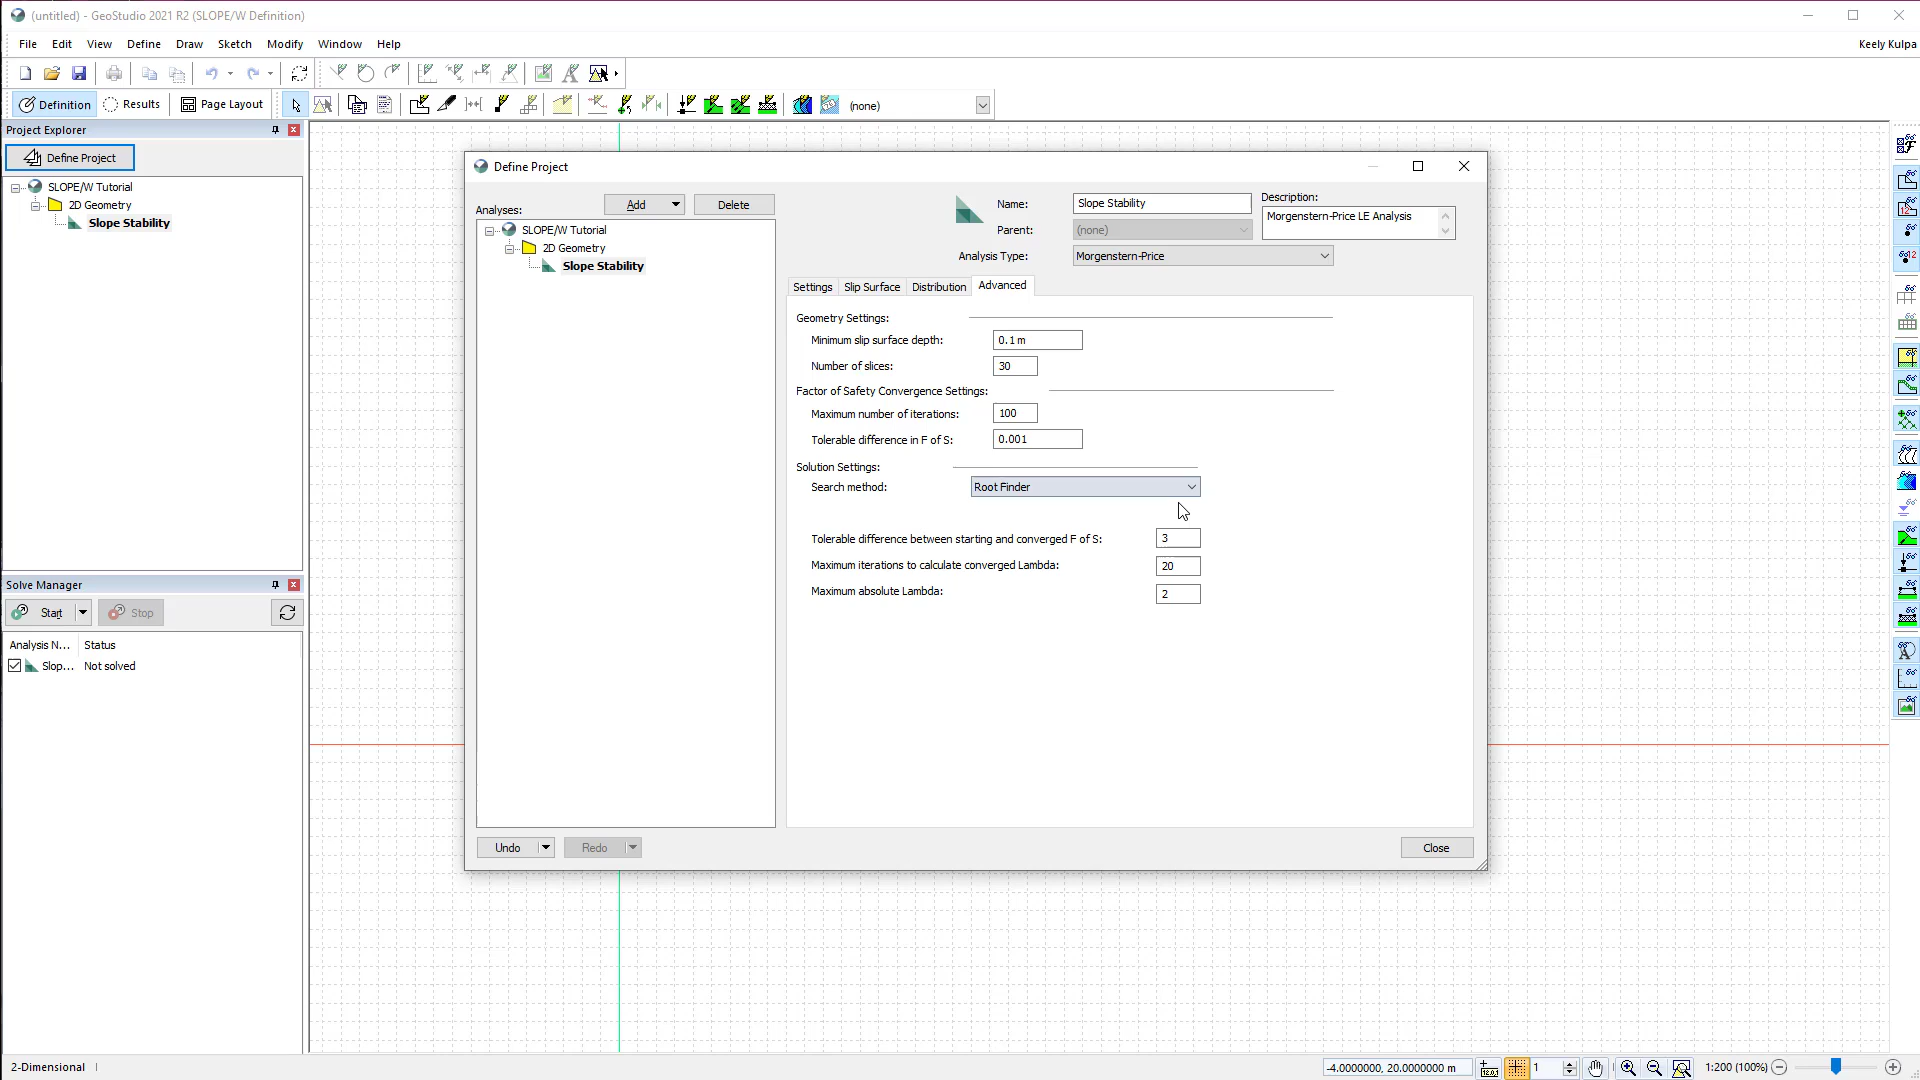 (untitled) - GeoStudio 2021 R2 (SLOPE/W Definition)
File Edit View Define Draw Sketch Modify Window Help
Keely Kulpa
Definition Results Page Layout (none)
Project Explorer
Define Project
SLOPE/W Tutorial
2D Geometry
Slope Stability
Solve Manager
Start Stop
Analysis N... Status
Slop... Not solved
Define Project
Analyses: Add Delete
SLOPE/W Tutorial
2D Geometry
Slope Stability
Name: Slope Stability
Parent: (none)
Analysis Type: Morgenstern-Price
Description:
Morgenstern-Price LE Analysis
Settings Slip Surface Distribution Advanced
Geometry Settings:
Minimum slip surface depth: 0.1 m
Number of slices: 30
Factor of Safety Convergence Settings:
Maximum number of iterations: 100
Tolerable difference in F of S: 0.001
Solution Settings:
Search method: Root Finder
Tolerable difference between starting and converged F of S: 3
Maximum iterations to calculate converged Lambda: 20
Maximum absolute Lambda: 2
Undo Redo Close
2-Dimensional
-4.0000000, 20.0000000 m
1
1:200 (100%)